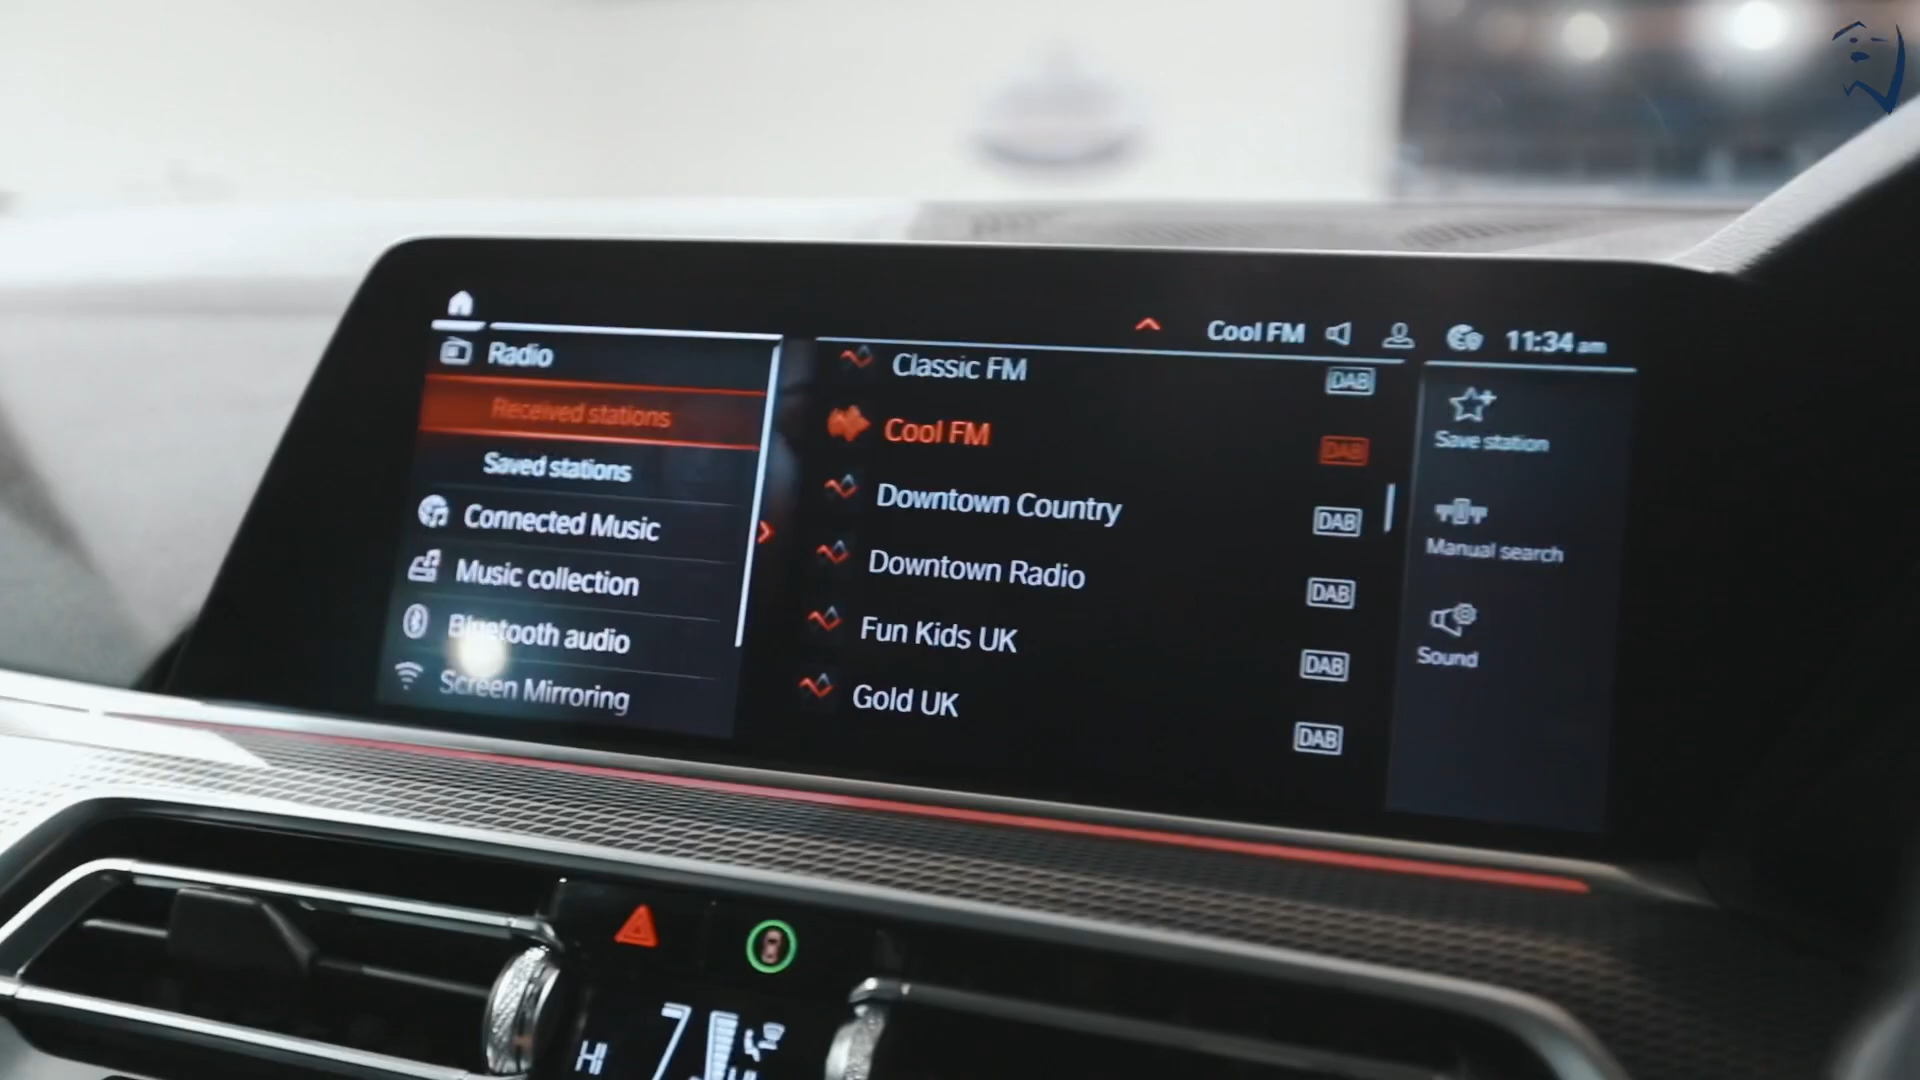 Cool FM
11:34 am
Radio
Received stations
Saved stations
Connected Music
Music collection
Bluetooth audio
Screen Mirroring
Classic FM DAB
Cool FM DAB
Downtown Country DAB
Downtown Radio DAB
Fun Kids UK DAB
Gold UK DAB
Save station
Manual search
Sound
HI